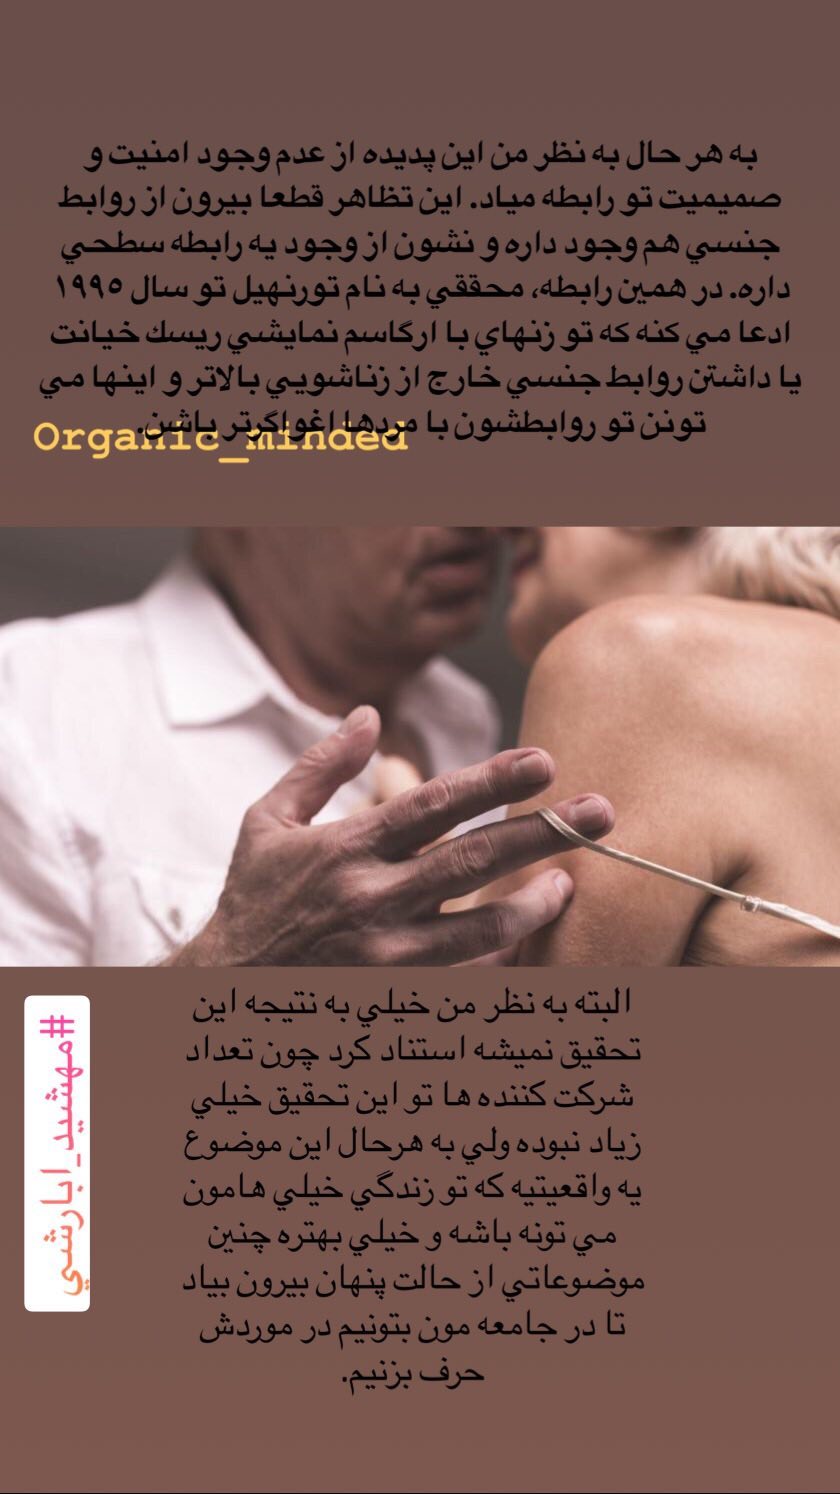 به هر حال به نظر من اين پديده از عدم وجود امنيت و
صميميت تو رابطه مياد. اين تظاهر قطعا بيرون از روابط
جنسي هم وجود داره و نشون از وجود يه رابطه سطحي
داره. در همين رابطه، محققي به نام تورنهيل تو سال ١٩٩٥
ادعا مي كنه كه تو زنهاي با ارگاسم نمايشي ريسك خيانت
يا داشتن روابط جنسي خارج از زناشويي بالاتر و اينها مي
تونن تو روابطشون با مردها اغواگرتر باشن.
Organic_minded
البته به نظر من خيلي به نتيجه اين
تحقيق نميشه استناد كرد چون تعداد
شركت كننده ها تو اين تحقيق خيلي
زياد نبوده ولي به هرحال اين موضوع
يه واقعيتيه كه تو زندگي خيلي هامون
مي تونه باشه و خيلي بهتره چنين
موضوعاتي از حالت پنهان بيرون بياد
تا در جامعه مون بتونيم در موردش
حرف بزنيم.
#مهشيد_ابارشي